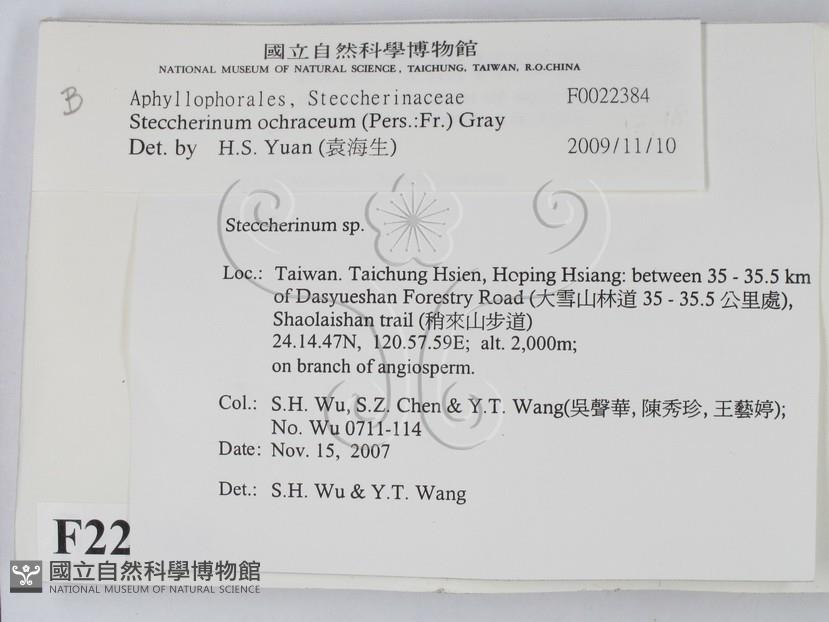 國立自然科學博物館
NATIONAL MUSEUM OF NATURAL SCIENCE, TAICHUNG, TAIWAN, R.O.CHINA
B
Aphyllophorales, Steccherinaceae F0022384
Steccherinum ochraceum (Pers.:Fr.) Gray
Det. by H.S. Yuan (袁海生) 2009/11/10
Steccherinum sp.
Loc.: Taiwan. Taichung Hsien, Hoping Hsiang: between 35 - 35.5 km
of Dasyueshan Forestry Road (大雪山林道 35 - 35.5 公里處),
Shaolaishan trail (稍來山步道)
24.14.47N, 120.57.59E; alt. 2,000m;
on branch of angiosperm.
Col.: S.H. Wu, S.Z. Chen & Y.T. Wang(吳聲華, 陳秀珍, 王藝婷);
No. Wu 0711-114
Date: Nov. 15, 2007
Det.: S.H. Wu & Y.T. Wang
F22
國立自然科學博物館
NATIONAL MUSEUM OF NATURAL SCIENCE